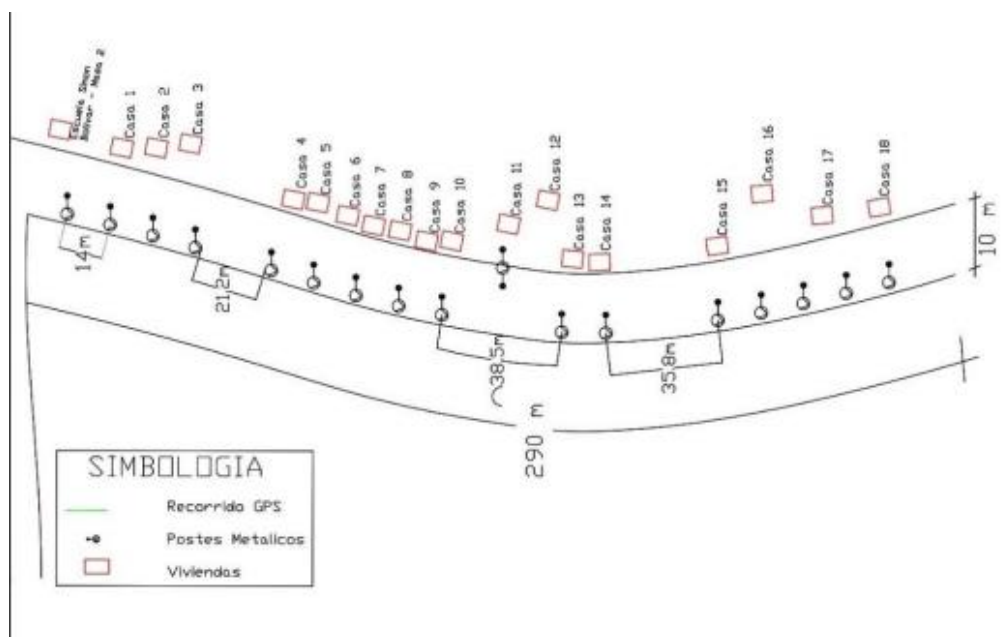 Escuela Simon
Bolivar - Mesa 2
Casa 1
Casa 2
Casa 3
Casa 4
Casa 5
Casa 6
Casa 7
Casa 8
Casa 9
Casa 10
Casa 11
Casa 12
Casa 13
Casa 14
Casa 15
Casa 16
Casa 17
Casa 18
14m
21.2m
38.5m
35.8m
10 m
290 m
SIMBOLOGIA
Recorrido GPS
Postes Metalicos
Viviendas